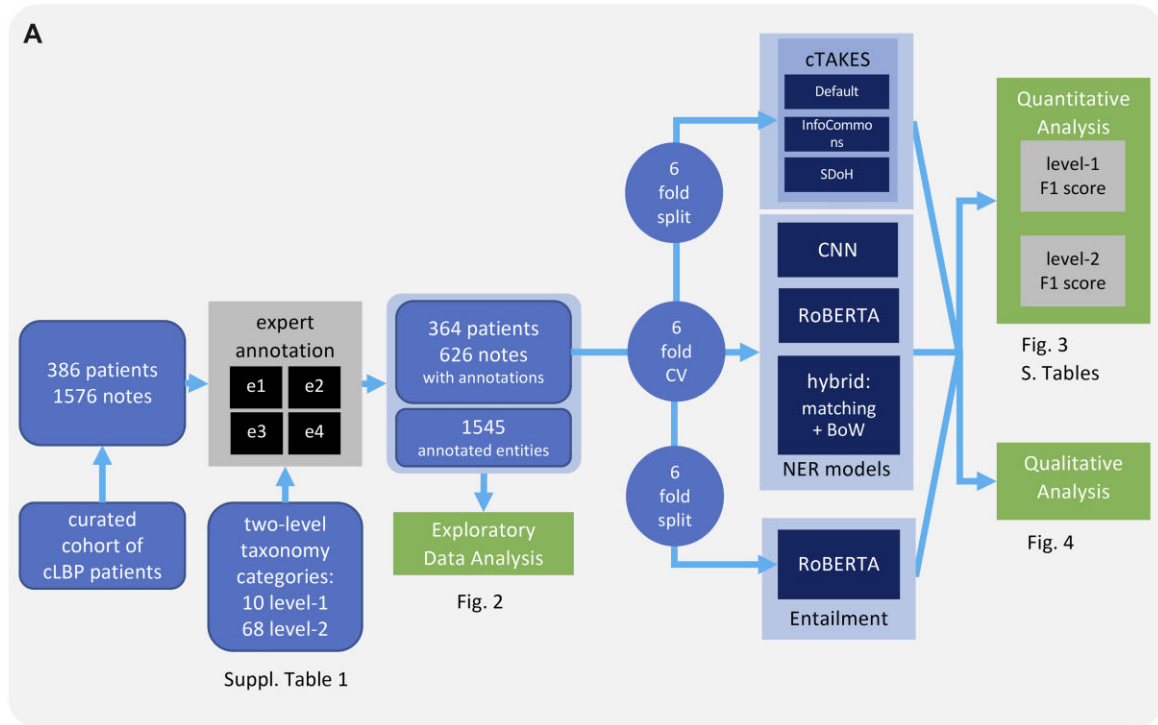 A
386 patients
1576 notes
curated
cohort of
cLBP patients
expert
annotation
e1
e2
e3
e4
two-level
taxonomy
categories:
10 level-1
68 level-2
Suppl. Table 1
364 patients
626 notes
with annotations
1545
annotated entities
Exploratory
Data Analysis
Fig. 2
6
fold
split
6
fold
CV
6
fold
split
cTAKES
Default
InfoCommo
ns
SDoH
CNN
RoBERTA
hybrid:
matching
+ BoW
NER models
RoBERTA
Entailment
Quantitative
Analysis
level-1
F1 score
level-2
F1 score
Fig. 3
S. Tables
Qualitative
Analysis
Fig. 4